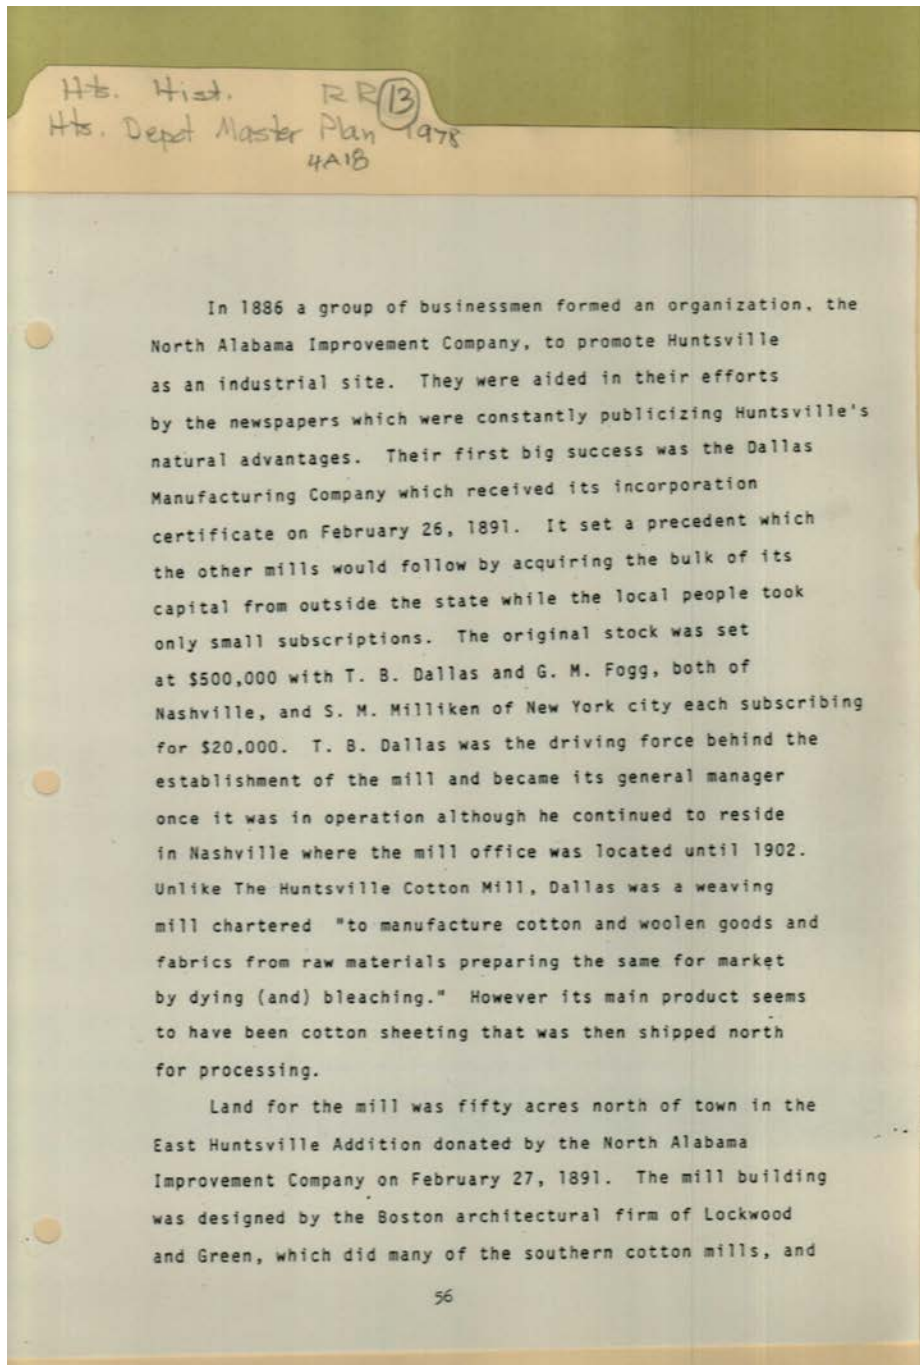 Hts. Hist. RR 13
Hts. Depot Master Plan 1978
4A18
In 1886 a group of businessmen formed an organization, the
North Alabama Improvement Company, to promote Huntsville
as an industrial site. They were aided in their efforts
by the newspapers which were constantly publicizing Huntsville's
natural advantages. Their first big success was the Dallas
Manufacturing Company which received its incorporation
certificate on February 26, 1891. It set a precedent which
the other mills would follow by acquiring the bulk of its
capital from outside the state while the local people took
only small subscriptions. The original stock was set
at $500,000 with T. B. Dallas and G. M. Fogg, both of
Nashville, and S. M. Milliken of New York city each subscribing
for $20,000. T. B. Dallas was the driving force behind the
establishment of the mill and became its general manager
once it was in operation although he continued to reside
in Nashville where the mill office was located until 1902.
Unlike The Huntsville Cotton Mill, Dallas was a weaving
mill chartered "to manufacture cotton and woolen goods and
fabrics from raw materials preparing the same for market
by dying (and) bleaching." However its main product seems
to have been cotton sheeting that was then shipped north
for processing.
Land for the mill was fifty acres north of town in the
East Huntsville Addition donated by the North Alabama
Improvement Company on February 27, 1891. The mill building
was designed by the Boston architectural firm of Lockwood
and Green, which did many of the southern cotton mills, and
56